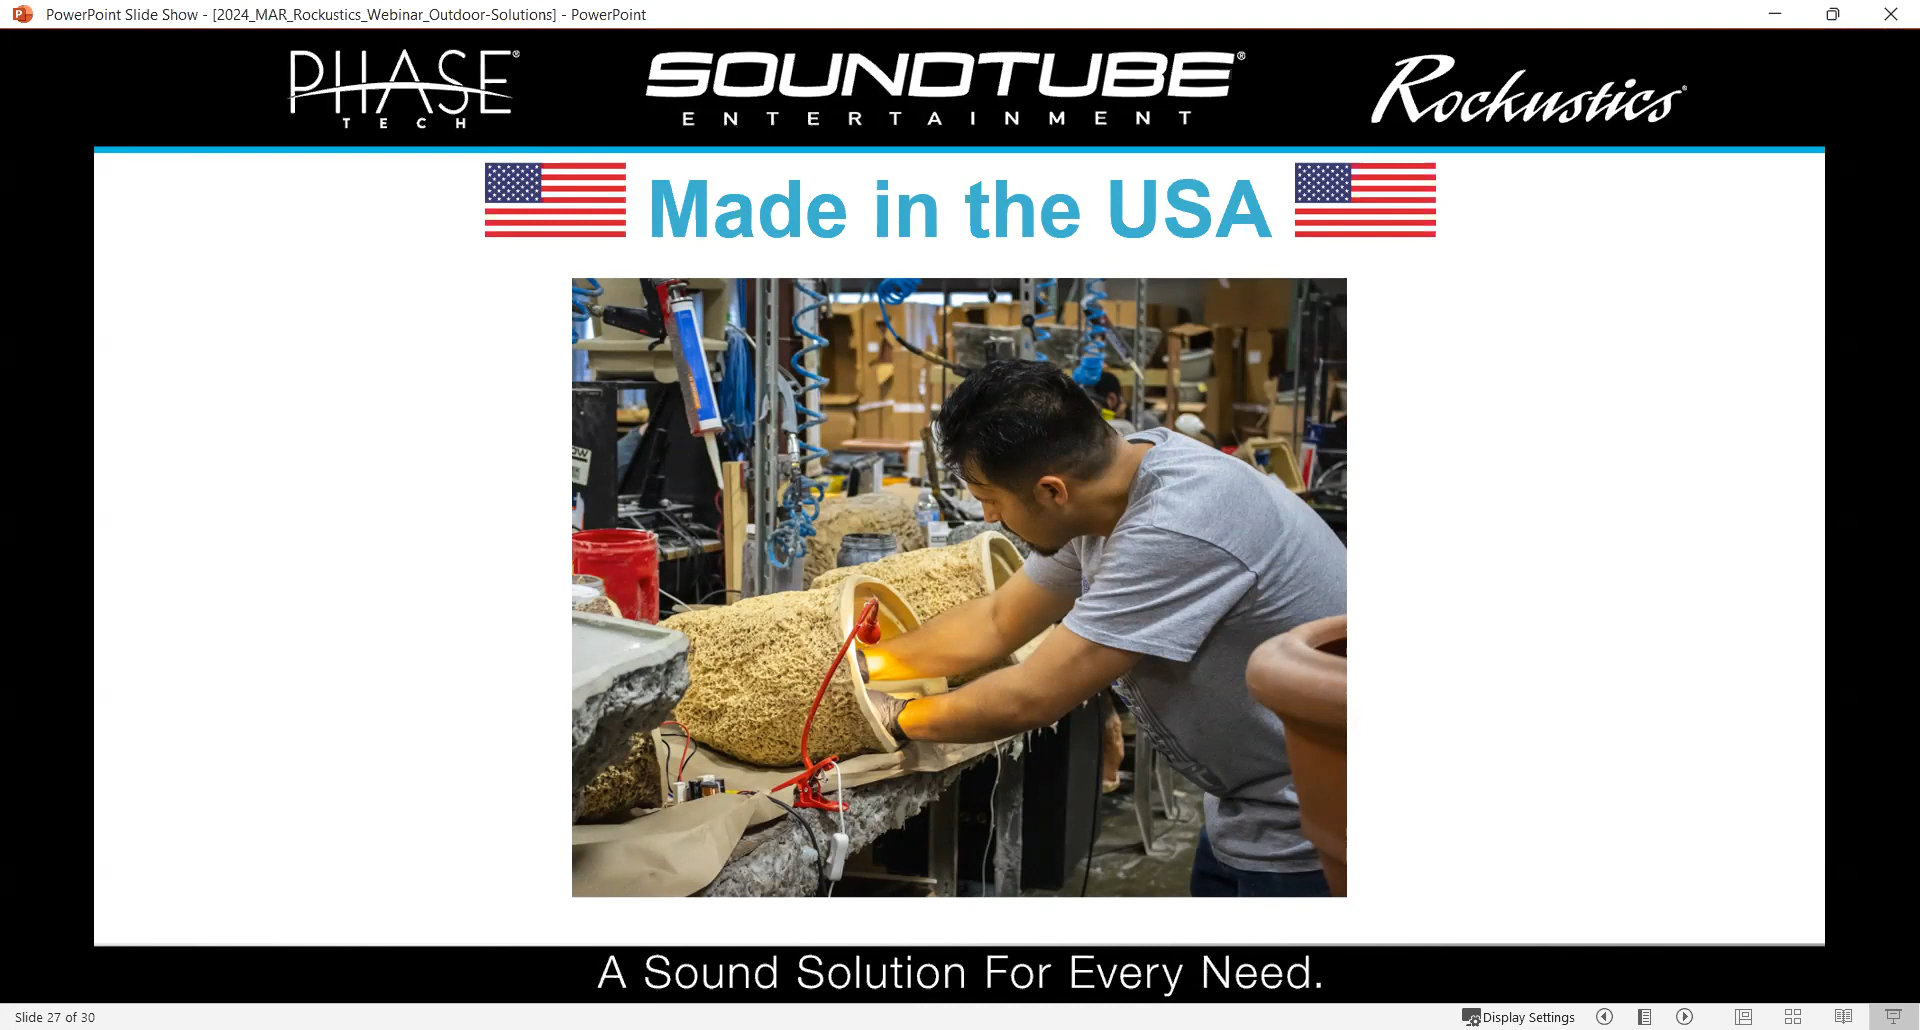 PowerPoint Slide Show - [2024_MAR_Rockustics_Webinar_Outdoor-Solutions] - PowerPoint
PHASE®
TECH
SOUNDTUBE®
ENTERTAINMENT
Rockustics®
Made in the USA
A Sound Solution For Every Need.
Slide 27 of 30
Display Settings